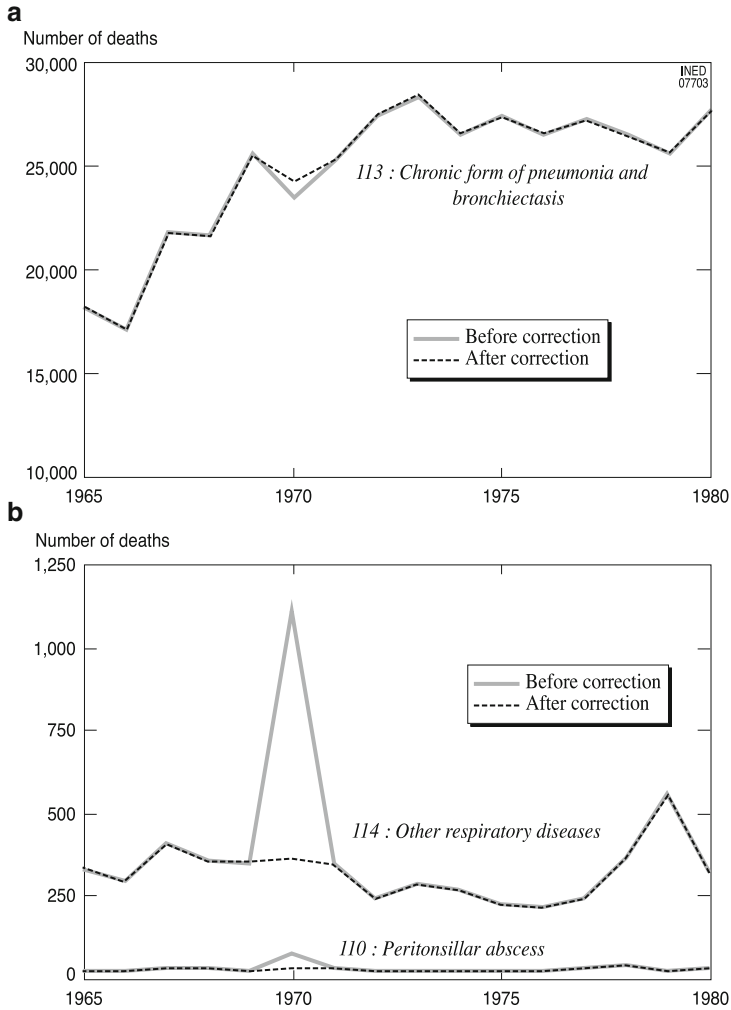 a
Number of deaths
30,000
INED
07703
25,000
113 : Chronic form of pneumonia and
bronchiectasis
20,000
Before correction
After correction
15,000
10,000
1965 1970 1975 1980
b
Number of deaths
1,250
1,000
Before correction
After correction
750
500
114 : Other respiratory diseases
250
110 : Peritonsillar abscess
0
1965 1970 1975 1980